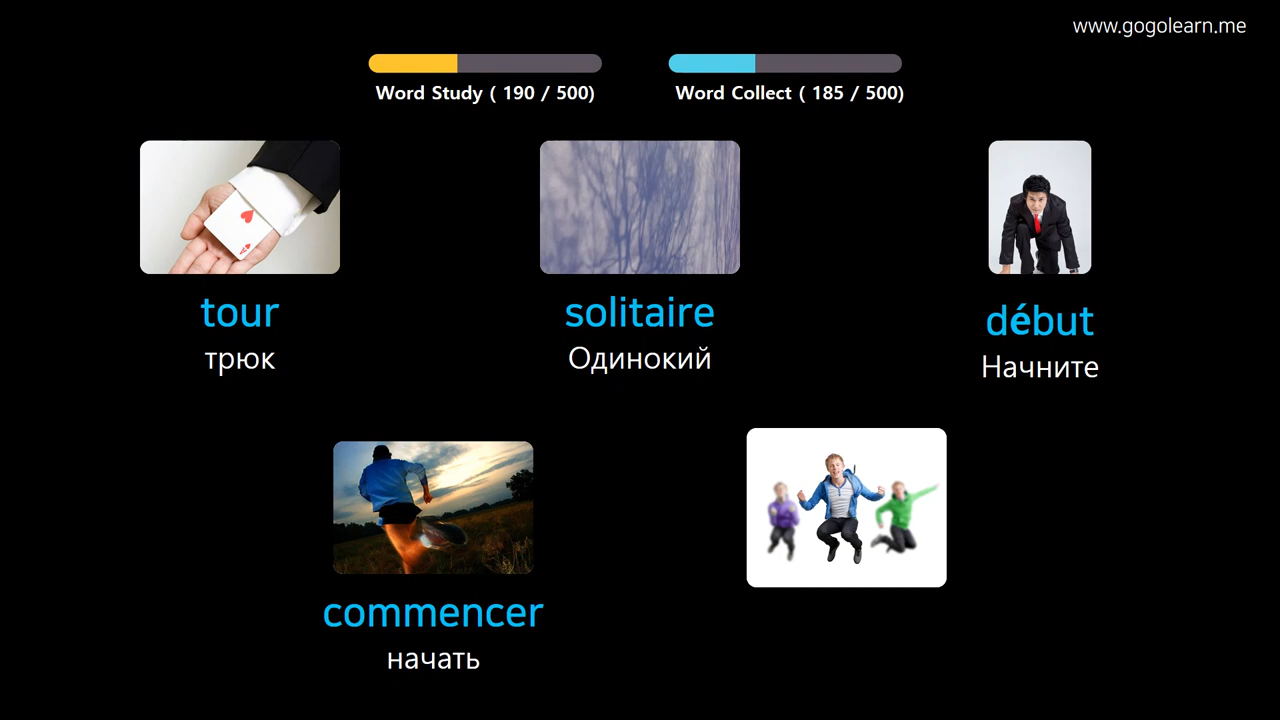 www.gogolearn.me
Word Study ( 190 / 500)
Word Collect ( 185 / 500)
tour
трюк
solitaire
Одинокий
début
Начните
commencer
начать